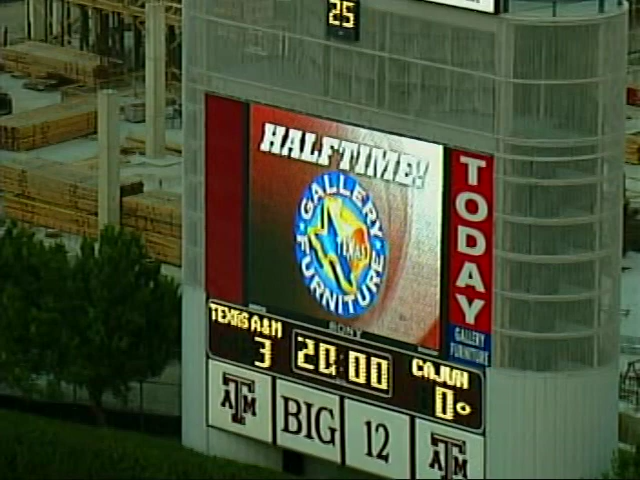 25
HALFTIME!
GALLERY
FURNITURE
TEXAS
TODAY
GALLERY
FURNITURE
SONY
TEXAS A&M
CAJUN
3
20:00
0
ATM
BIG
12
ATM